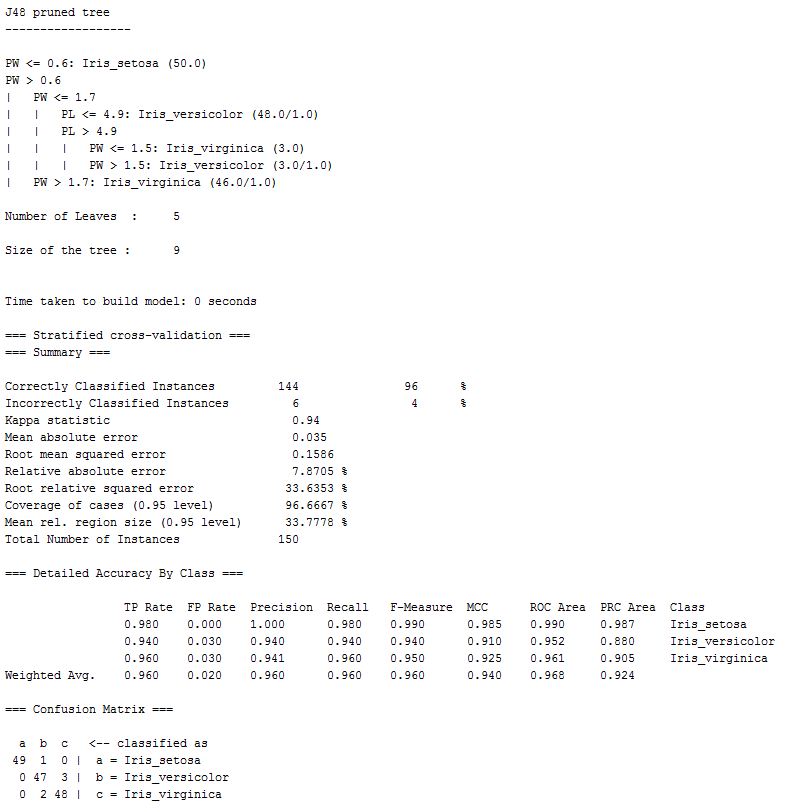 J48 pruned tree
------------------
PW <= 0.6: Iris_setosa (50.0)
PW > 0.6
|   PW <= 1.7
|   |   PL <= 4.9: Iris_versicolor (48.0/1.0)
|   |   PL > 4.9
|   |   |   PW <= 1.5: Iris_virginica (3.0)
|   |   |   PW > 1.5: Iris_versicolor (3.0/1.0)
|   PW > 1.7: Iris_virginica (46.0/1.0)
Number of Leaves  :     5
Size of the tree :      9
Time taken to build model: 0 seconds
=== Stratified cross-validation ===
=== Summary ===
Correctly Classified Instances         144               96      %
Incorrectly Classified Instances         6                4      %
Kappa statistic                          0.94
Mean absolute error                      0.035
Root mean squared error                  0.1586
Relative absolute error                  7.8705 %
Root relative squared error             33.6353 %
Coverage of cases (0.95 level)          96.6667 %
Mean rel. region size (0.95 level)      33.7778 %
Total Number of Instances              150
=== Detailed Accuracy By Class ===
                 TP Rate  FP Rate  Precision  Recall   F-Measure  MCC      ROC Area  PRC Area  Class
                 0.980    0.000    1.000      0.980    0.990      0.985    0.990     0.987     Iris_setosa
                 0.940    0.030    0.940      0.940    0.940      0.910    0.952     0.880     Iris_versicolor
                 0.960    0.030    0.941      0.960    0.950      0.925    0.961     0.905     Iris_virginica
Weighted Avg.    0.960    0.020    0.960      0.960    0.960      0.940    0.968     0.924
=== Confusion Matrix ===
  a  b  c   <-- classified as
 49  1  0 |  a = Iris_setosa
  0 47  3 |  b = Iris_versicolor
  0  2 48 |  c = Iris_virginica